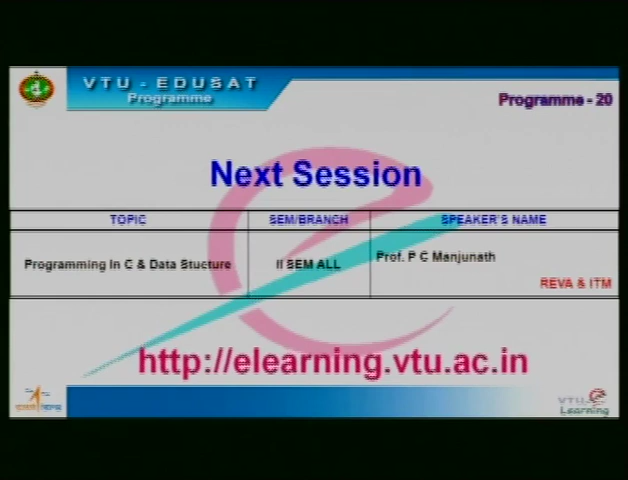 VTU - EDUSAT
Programme
Programme - 20
Next Session
TOPIC SEM/BRANCH SPEAKER'S NAME
Programming In C & Data Stucture II SEM ALL Prof. P C Manjunath
REVA & ITM
http://elearning.vtu.ac.in
VTU
Learning